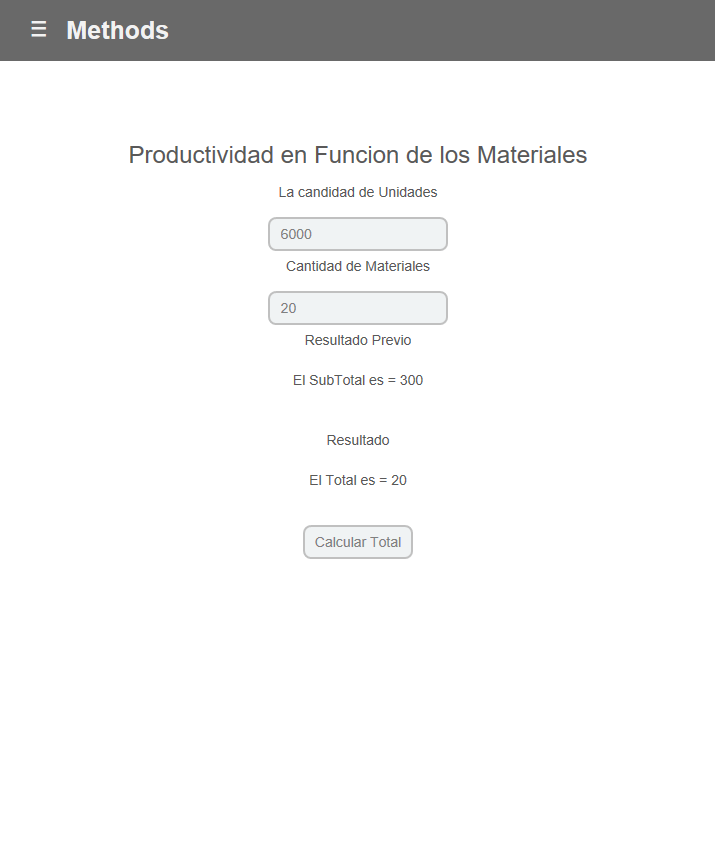 ☰ Methods
Productividad en Funcion de los Materiales
La candidad de Unidades
6000
Cantidad de Materiales
20
Resultado Previo
El SubTotal es = 300
Resultado
El Total es = 20
Calcular Total